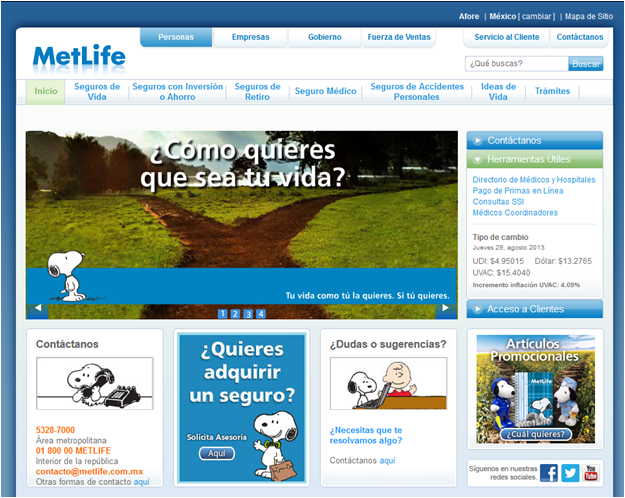 Afore | México [ cambiar ] | Mapa de Sitio
Personas Empresas Gobierno Fuerza de Ventas Servicio al Cliente Contáctanos
MetLife
¿Qué buscas? Buscar
Inicio
Seguros de Vida
Seguros con Inversión o Ahorro
Seguros de Retiro
Seguro Médico
Seguros de Accidentes Personales
Ideas de Vida
Trámites
¿Cómo quieres
que sea tu vida?
Tu vida como tú la quieres. Si tú quieres.
1 2 3 4
Contáctanos
Herramientas Útiles
Directorio de Médicos y Hospitales
Pago de Primas en Línea
Consultas SSI
Médicos Coordinadores
Tipo de cambio
Jueves 29, agosto 2013
UDI: $4.95015 Dólar: $13.2765
UVAC: $15.4040
Incremento inflación UVAC: 4.09%
Acceso a Clientes
Contáctanos
5328-7000
Área metropolitana
01 800 00 METLIFE
Interior de la república
contacto@metlife.com.mx
Otras formas de contacto aquí
¿Quieres
adquirir
un seguro?
Solicita Asesoría
Aquí
¿Dudas o sugerencias?
¿Necesitas que te
resolvamos algo?
Contáctanos aquí
Artículos
Promocionales
MetLife
¿Cuál quieres?
Síguenos en nuestras
redes sociales.
You
Tube